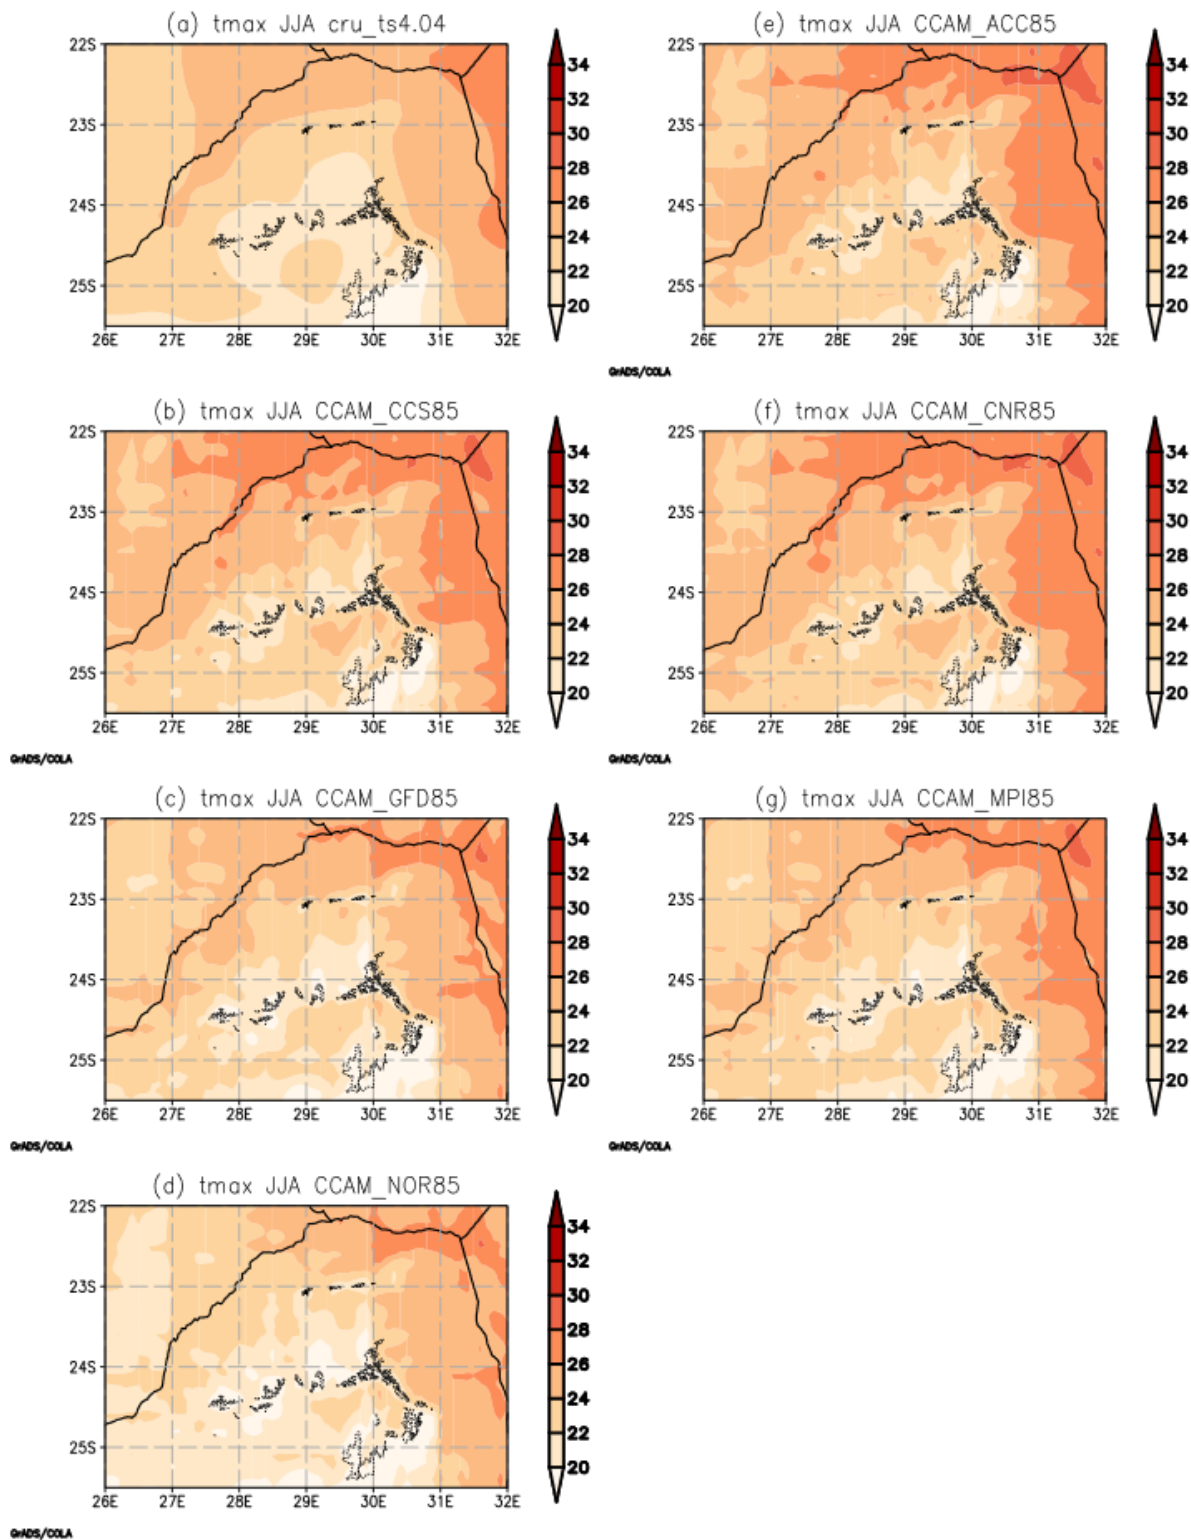 (a) tmax JJA cru_ts4.04
22S
23S
24S
25S
26E 27E 28E 29E 30E 31E 32E
34
32
30
28
26
24
22
20
(e) tmax JJA CCAM_ACC85
22S
23S
24S
25S
26E 27E 28E 29E 30E 31E 32E
34
32
30
28
26
24
22
20
GrADS/COLA
(b) tmax JJA CCAM_CCS85
22S
23S
24S
25S
26E 27E 28E 29E 30E 31E 32E
34
32
30
28
26
24
22
20
GrADS/COLA
(f) tmax JJA CCAM_CNR85
22S
23S
24S
25S
26E 27E 28E 29E 30E 31E 32E
34
32
30
28
26
24
22
20
GrADS/COLA
(c) tmax JJA CCAM_GFD85
22S
23S
24S
25S
26E 27E 28E 29E 30E 31E 32E
34
32
30
28
26
24
22
20
GrADS/COLA
(g) tmax JJA CCAM_MPI85
22S
23S
24S
25S
26E 27E 28E 29E 30E 31E 32E
34
32
30
28
26
24
22
20
GrADS/COLA
(d) tmax JJA CCAM_NOR85
22S
23S
24S
25S
26E 27E 28E 29E 30E 31E 32E
34
32
30
28
26
24
22
20
GrADS/COLA